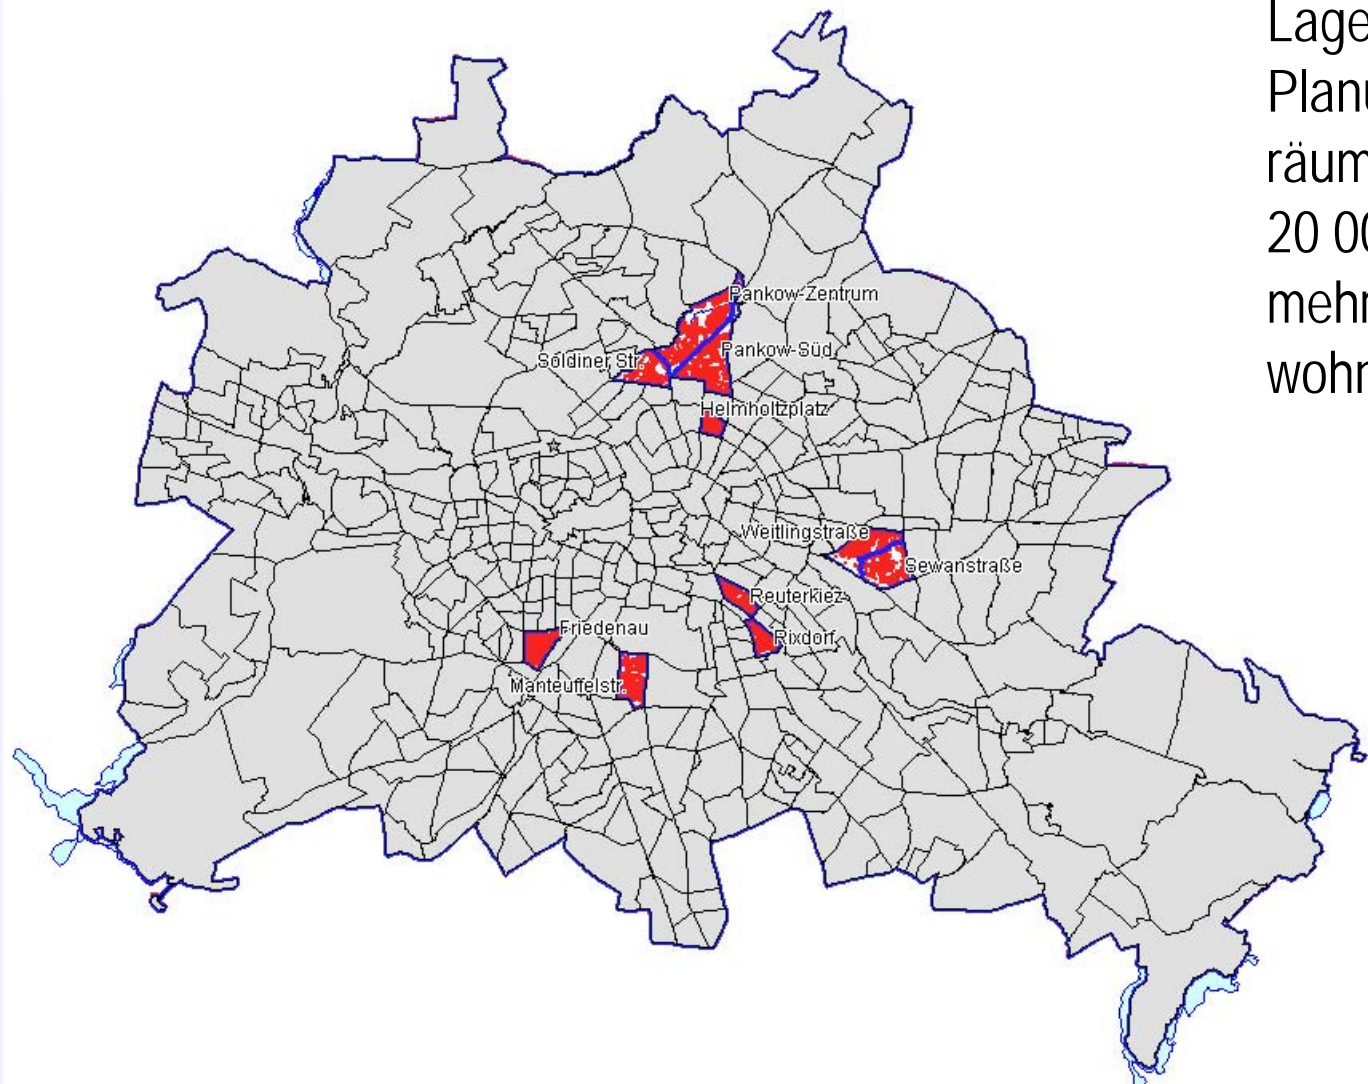 Lage
Planu
räum
20 00
mehr
wohr
Pankow-Zentrum
Pankow-Süd
Soldiner Str.
Helmholtzplatz
Weitlingstraße
Sewanstraße
Reuterkiez
Rixdorf
Friedenau
Manteuffelstr.